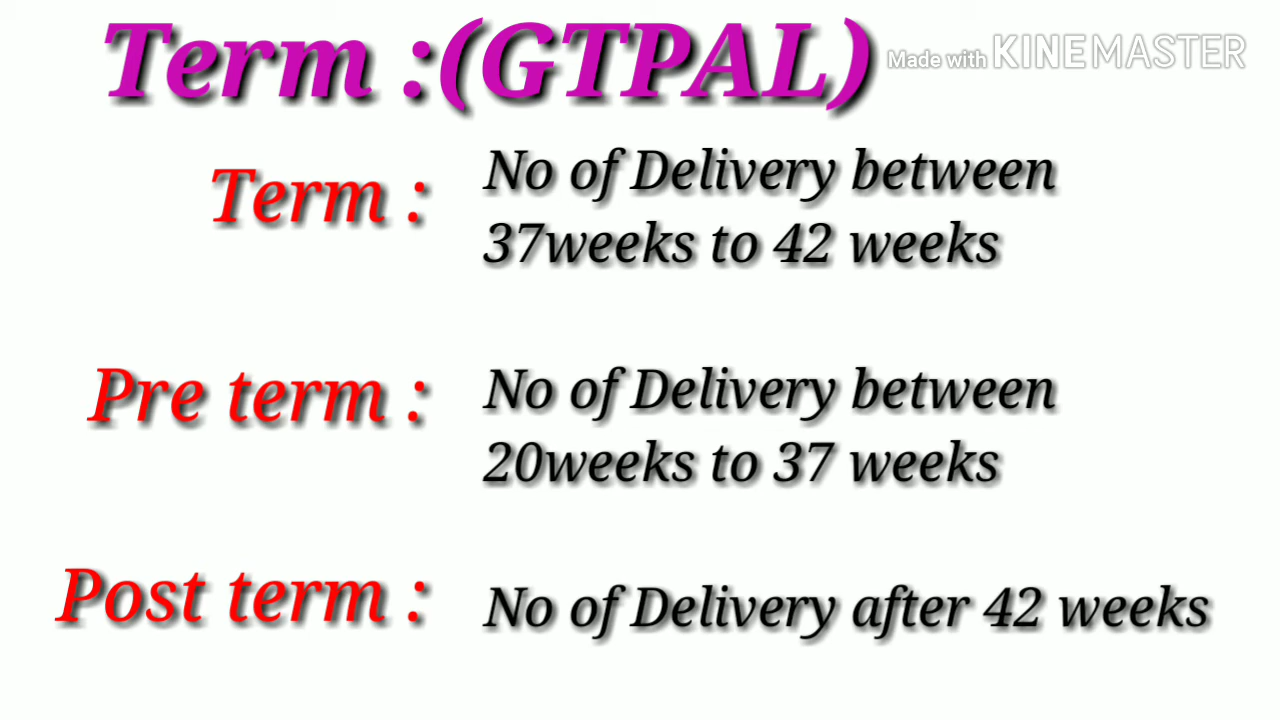 Term :(GTPAL)
Made with KINEMASTER
Term :
No of Delivery between
37weeks to 42 weeks
Pre term :
No of Delivery between
20weeks to 37 weeks
Post term :
No of Delivery after 42 weeks